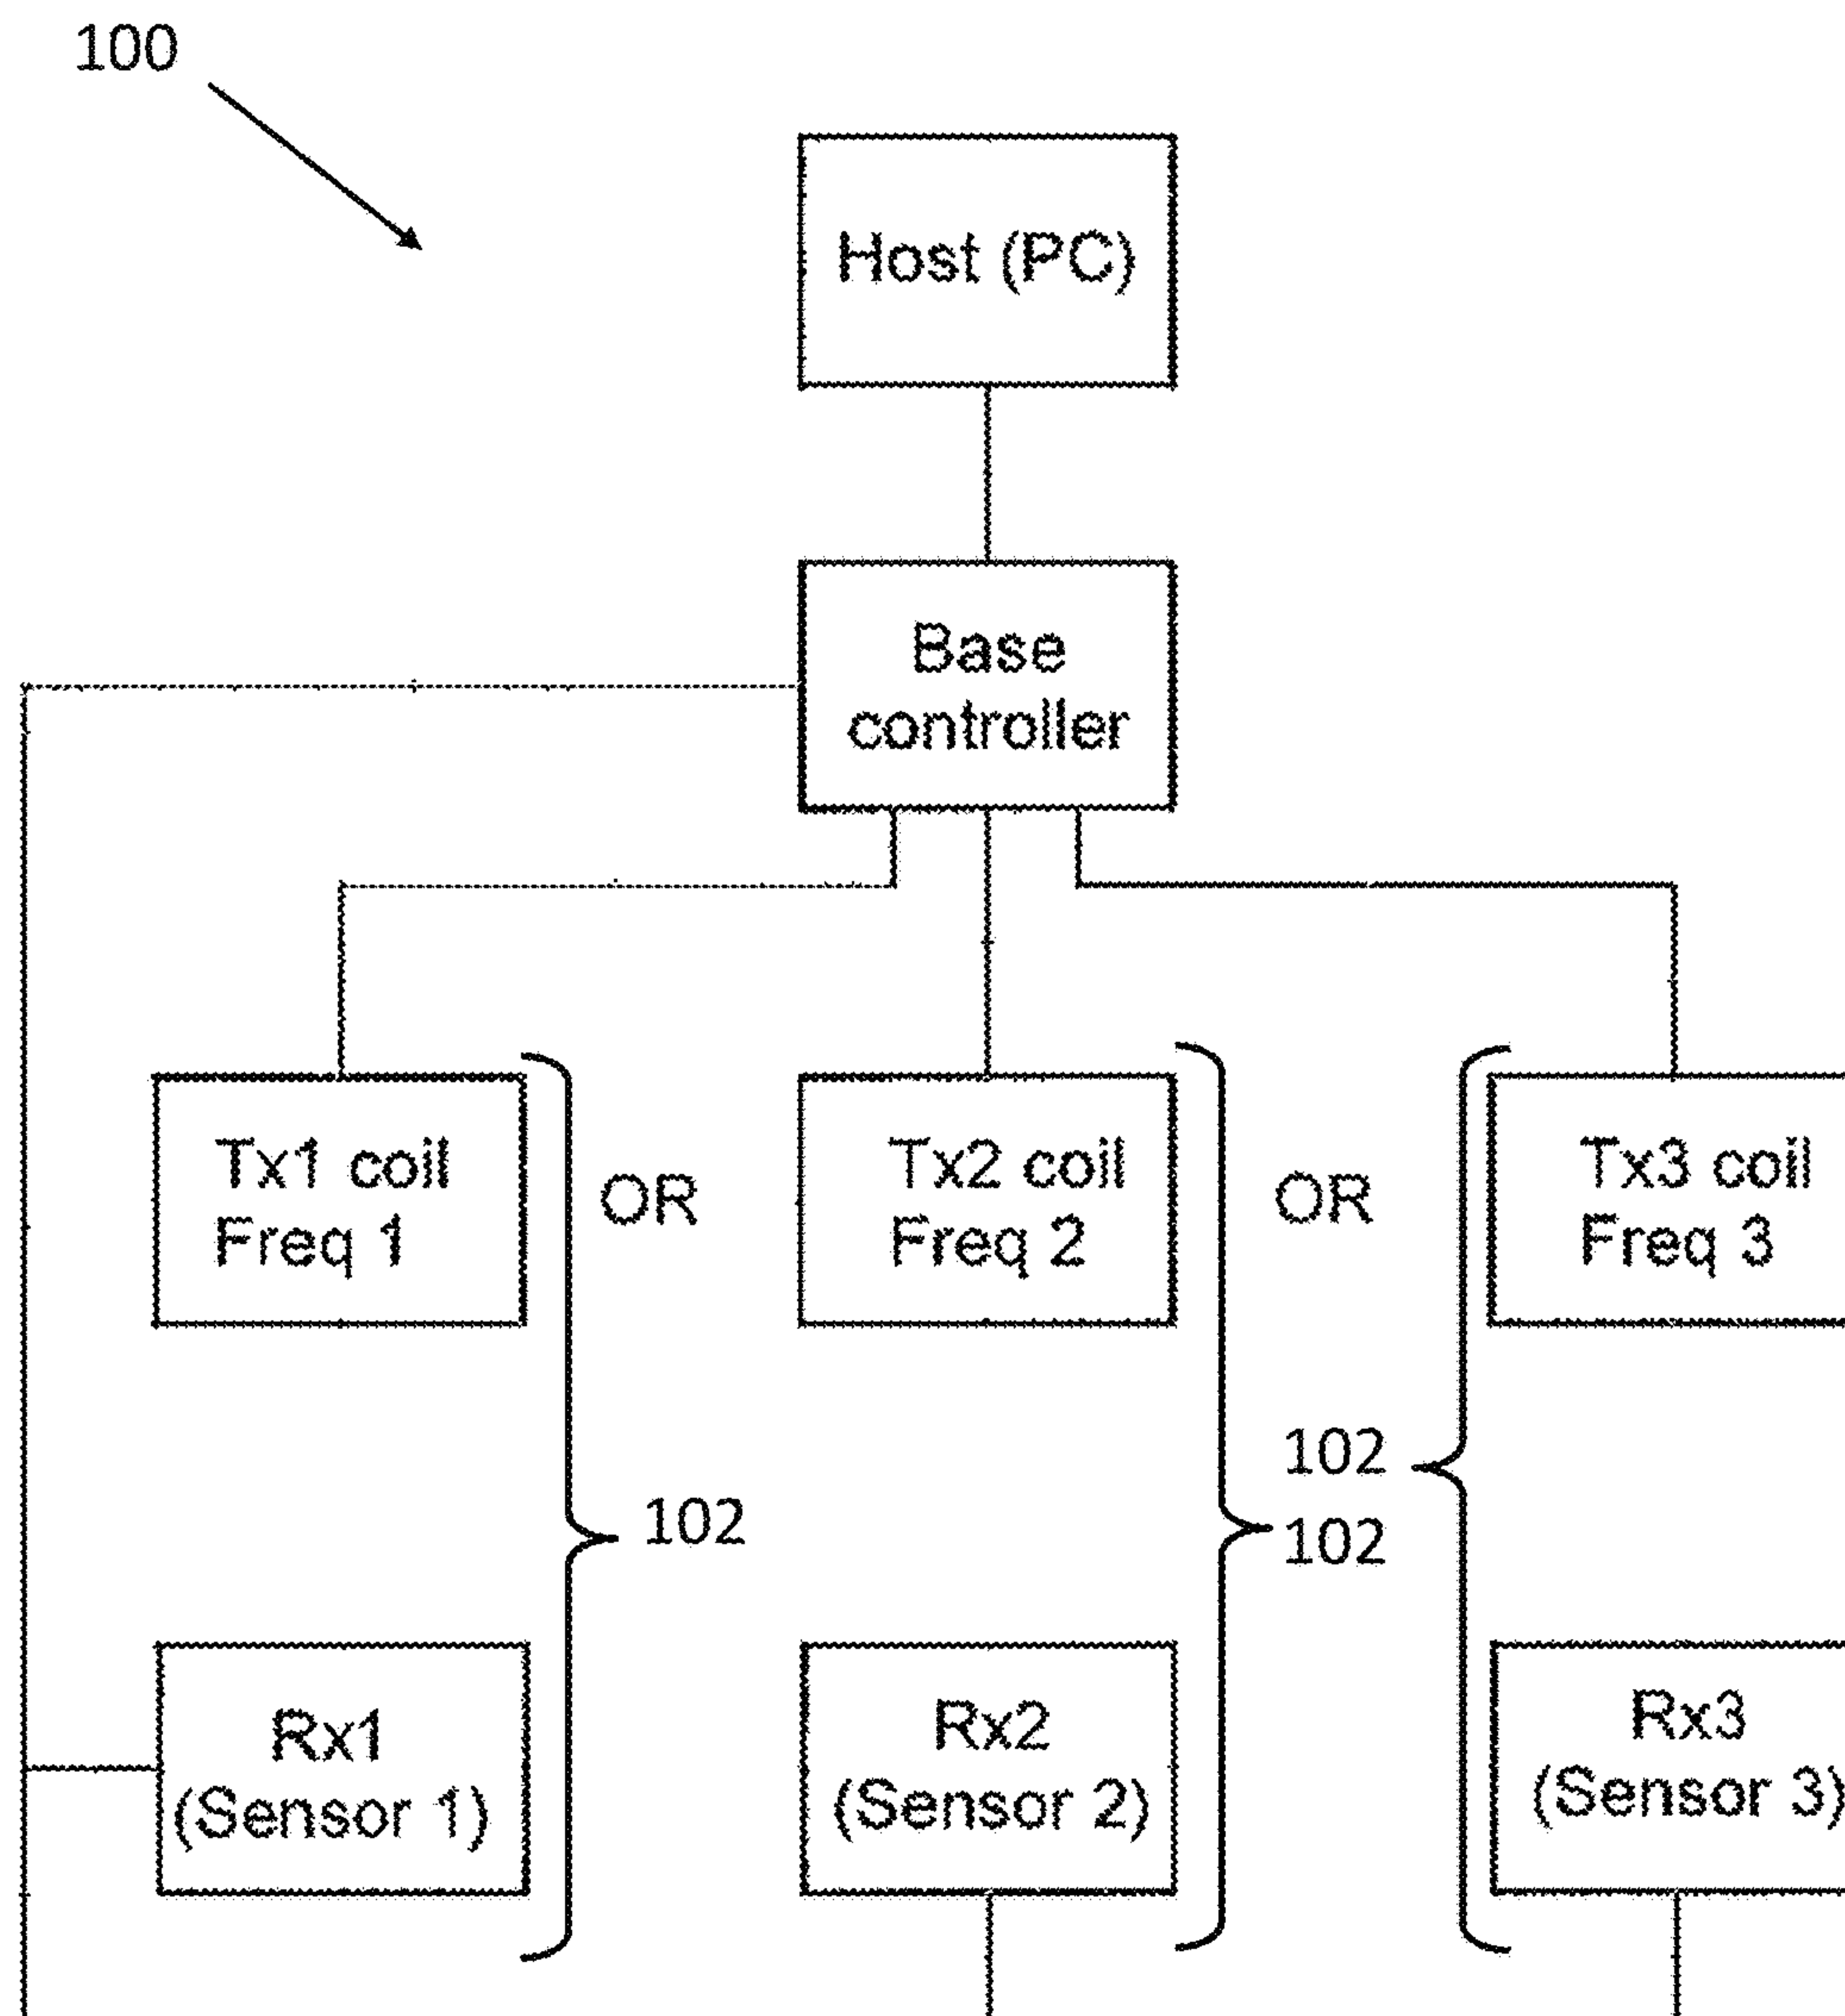 100
Host (PC)
Base
controller
Tx1 coil
Freq 1
OR
Tx2 coil
Freq 2
OR
Tx3 coil
Freq 3
102
102
102
Rx1
(Sensor 1)
Rx2
(Sensor 2)
Rx3
(Sensor 3)